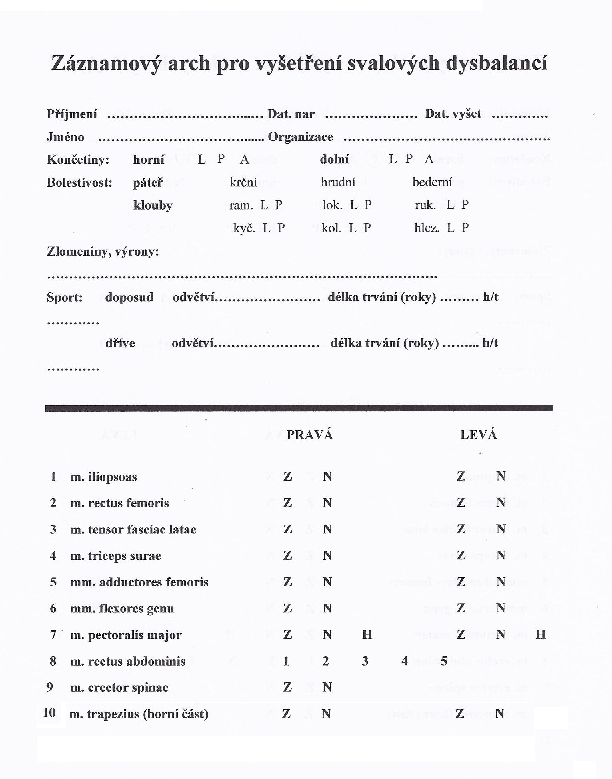 Záznamový arch pro vyšetření svalových dysbalancí
Příjmení ………………………………… Dat. nar ………………… Dat. vyšet ………….
Jméno ………………………………… Organizace …………………………………………
Končetiny: horní L P A dolní L P A
Bolestivost: páteř krční hrudní bederní
klouby ram. L P lok. L P ruk. L P
kyč. L P kol. L P hlez. L P
Zlomeniny, výrony:
……………………………………………………………………………
Sport: doposud odvětví…………………… délka trvání (roky) ……… h/t
…………
dříve odvětví…………………… délka trvání (roky) ……... h/t
…………
PRAVÁ LEVÁ
1 m. iliopsoas Z N Z N
2 m. rectus femoris Z N Z N
3 m. tensor fasciae latae Z N Z N
4 m. triceps surae Z N Z N
5 mm. adductores femoris Z N Z N
6 mm. flexores genu Z N Z N
7 m. pectoralis major Z N H Z N H
8 m. rectus abdominis 1 2 3 4 5
9 m. erector spinae Z N
10 m. trapezius (horní část) Z N Z N